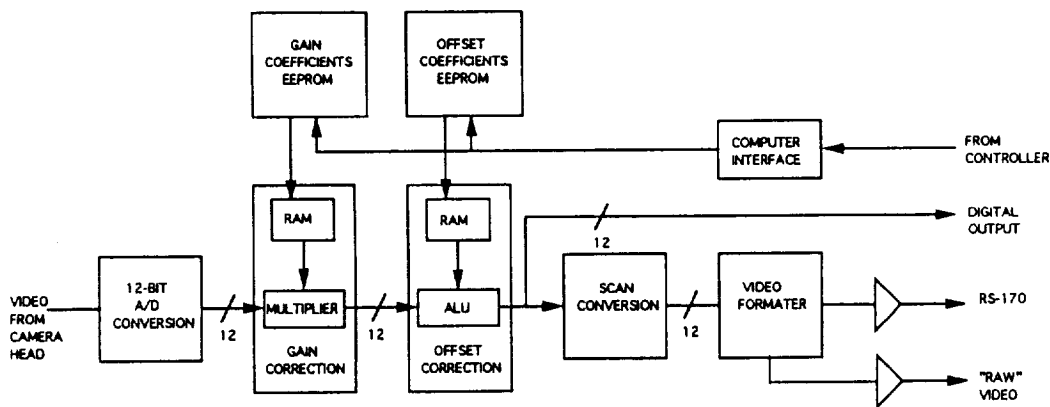 GAIN
COEFFICIENTS
EEPROM
OFFSET
COEFFICIENTS
EEPROM
COMPUTER
INTERFACE
FROM
CONTROLLER
RAM
RAM
DIGITAL
OUTPUT
12
VIDEO
FROM
CAMERA
HEAD
12-BIT
A/D
CONVERSION
12
MULTIPLIER
GAIN
CORRECTION
12
ALU
OFFSET
CORRECTION
SCAN
CONVERSION
12
VIDEO
FORMATER
RS-170
"RAW"
VIDEO